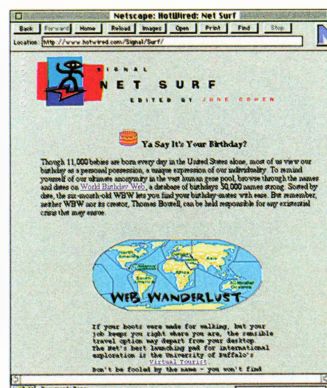 Netscape: HotWired: Net Surf
Back Forward Home Reload Images Open Print Find Stop
Location: http://www.hotwired.com/Signal/Surf/
SIGNAL
NET SURF
EDITED BY JUNE COHEN
Ya Say It's Your Birthday?
Though 11,000 babies are born every day in the United States alone, most of us view our
birthday as a personal possession, a unique expression of our individuality. To remind
yourself of our ultimate anonymity in the vast human gene pool, browse through the names
and dates on World Birthday Web, a database of birthdays 30,000 names strong. Sorted by
date, the six-month-old WBW lets you find your birthday-mates with ease. But remember,
neither WBW nor its creator, Thomas Boutell, can be held responsible for any existential
crisis that may ensue.
North America
Europe
Asia
Africa
South America
WEB WANDERLUST
If your boots were made for walking, but your
job keeps you right where you are, the sensible
travel option may depart from your desktop.
The Net's best launching pad for international
exploration is the University of Buffalo's
Virtual Tourist.
Don't be fooled by the name - you won't find